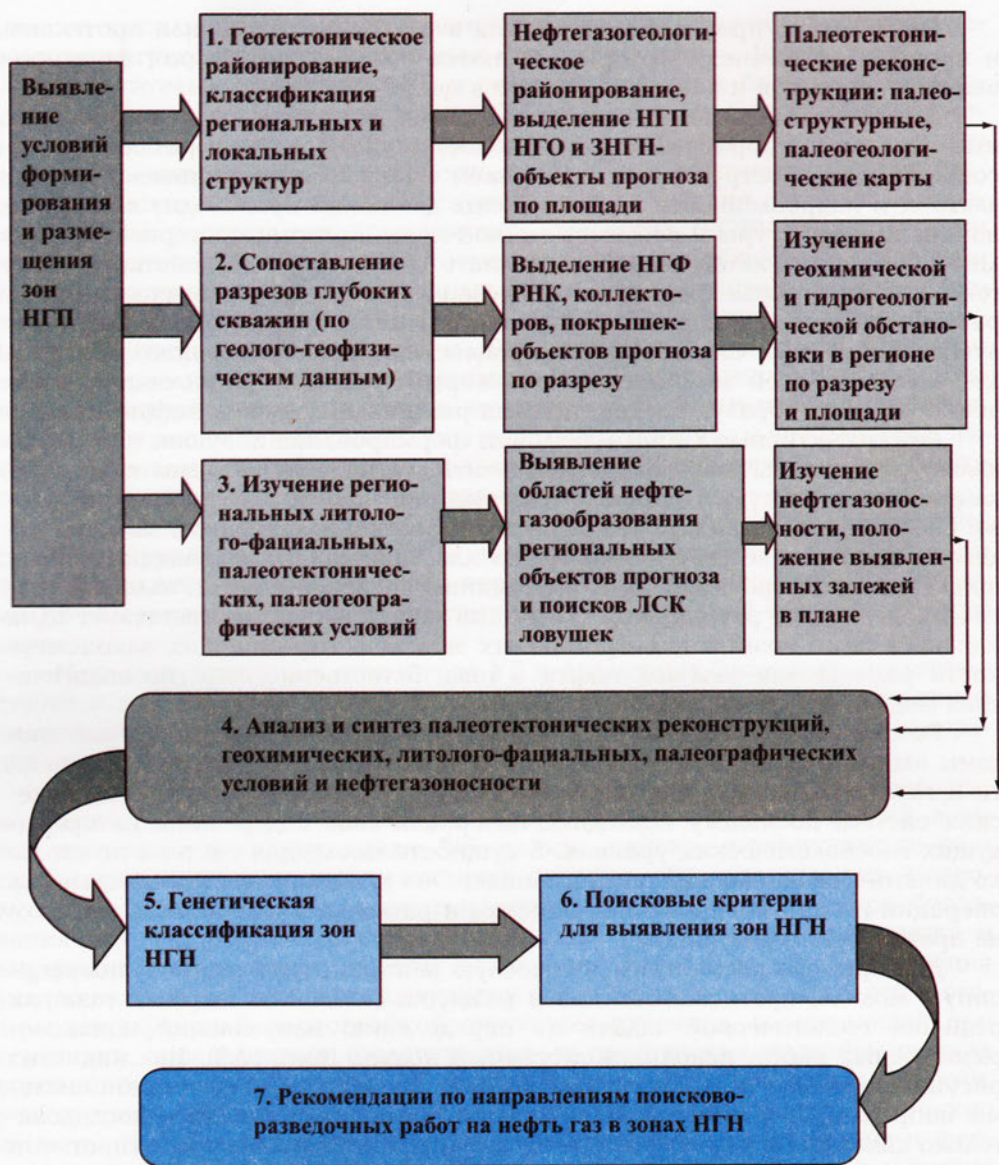 Выявле-
ние
условий
форми-
рования
и разме-
щения
зон
НГП
1. Геотектоническое
районирование,
классификация
региональных и
локальных
структур
Нефтегазогеологи-
ческое
районирование,
выделение НГП
НГО и ЗНГН-
объекты прогноза
по площади
Палеотектони-
ческие реконс-
трукции: палео-
структурные,
палеогеологи-
ческие карты
2. Сопоставление
разрезов глубоких
скважин (по
геолого-геофизи-
ческим данным)
Выделение НГФ
РНК, коллекто-
ров, покрышек-
объектов прогноза
по разрезу
Изучение
геохимической
и гидрогеологи-
ческой обстанов-
ки в регионе
по разрезу
и площади
3. Изучение регио-
нальных литоло-
го-фациальных,
палеотектоничес-
ких, палеогеогра-
фических условий
Выявление
областей нефте-
газообразования
региональных
объектов прогноза
и поисков ЛСК
ловушек
Изучение
нефтегазонос-
ности, поло-
жение выявлен-
ных залежей
в плане
4. Анализ и синтез палеотектонических реконструкций,
геохимических, литолого-фациальных, палеографических
условий и нефтегазоносности
5. Генетическая
классификация зон
НГН
6. Поисковые критерии
для выявления зон НГН
7. Рекомендации по направлениям поисково-
разведочных работ на нефть газ в зонах НГН